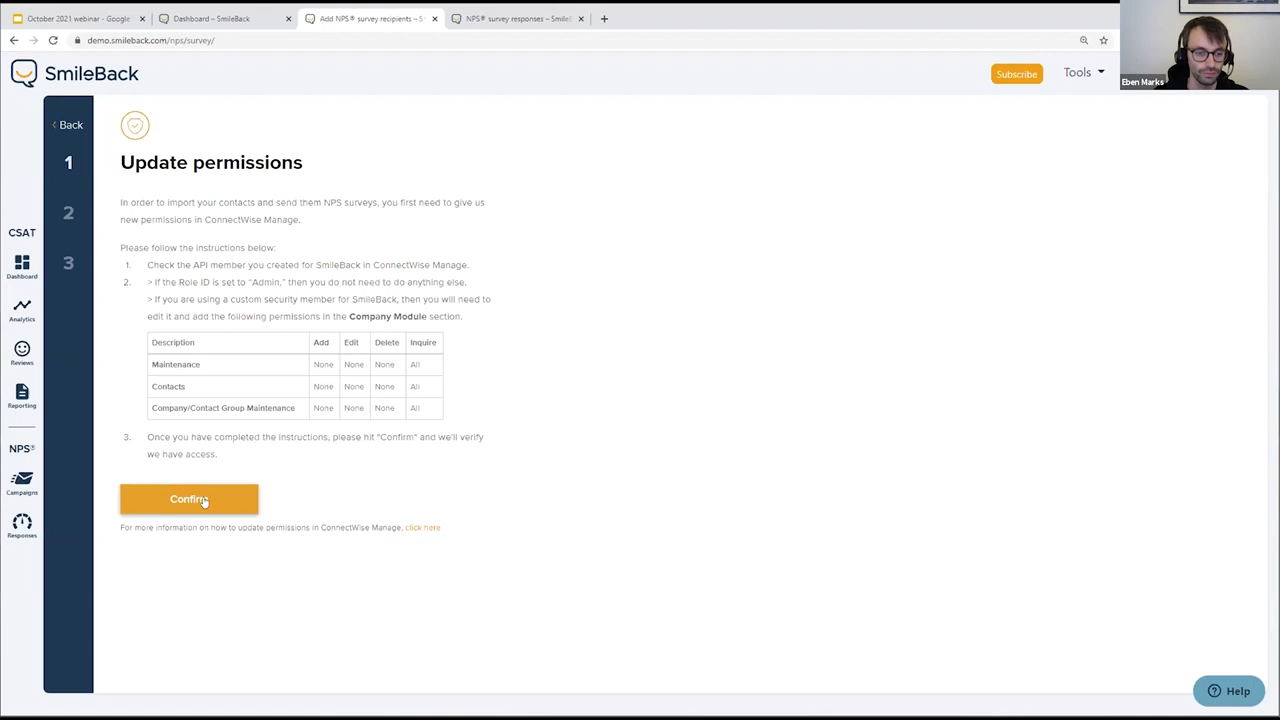 October 2021 webinar - Google
Dashboard – SmileBack
Add NPS® survey recipients – S
NPS® survey responses – SmileB
demo.smileback.com/nps/survey/
Eben Marks
SmileBack
Subscribe
Tools
Back
1
2
3
CSAT
Dashboard
Analytics
Reviews
Reporting
NPS®
Campaigns
Responses
Update permissions
In order to import your contacts and send them NPS surveys, you first need to give us
new permissions in ConnectWise Manage.
Please follow the instructions below:
1. Check the API member you created for SmileBack in ConnectWise Manage.
2. > If the Role ID is set to "Admin," then you do not need to do anything else.
> If you are using a custom security member for SmileBack, then you will need to
edit it and add the following permissions in the Company Module section.
Description Add Edit Delete Inquire
Maintenance None None None All
Contacts None None None All
Company/Contact Group Maintenance None None None All
3. Once you have completed the instructions, please hit "Confirm" and we'll verify
we have access.
Confirm
For more information on how to update permissions in ConnectWise Manage, click here
Help